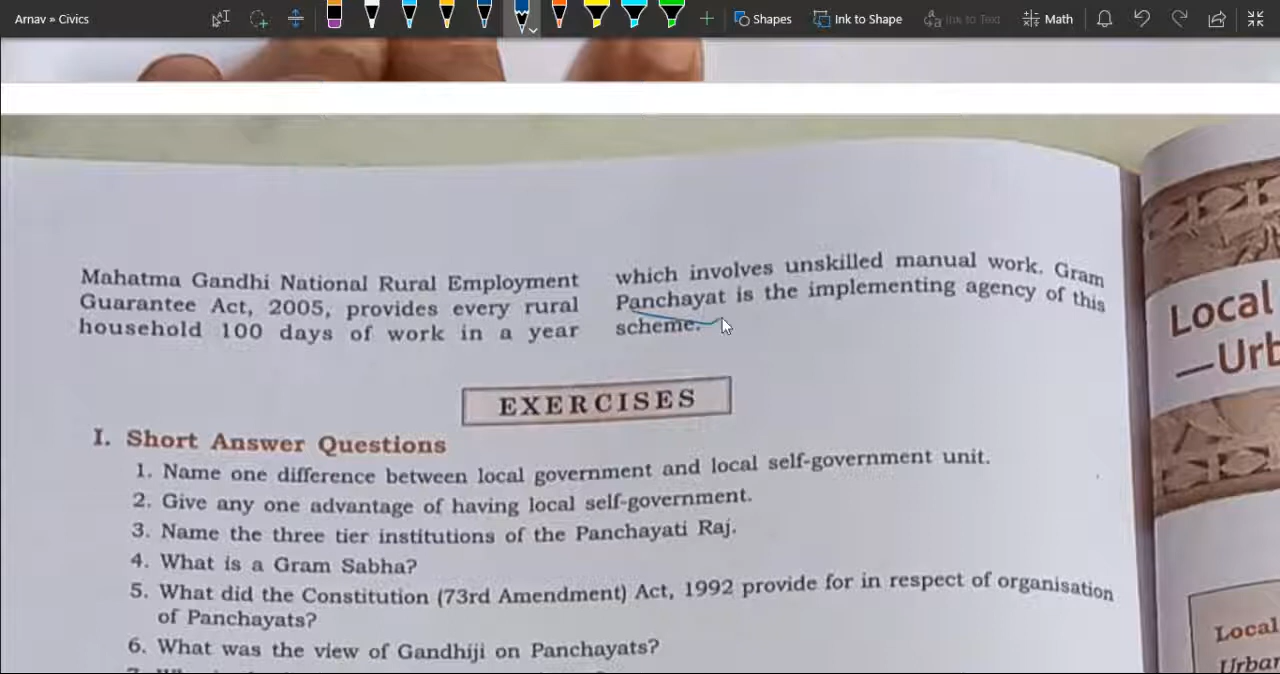 Arnav » Civics
Shapes
Ink to Shape
Ink to Text
Math
Mahatma Gandhi National Rural Employment
Guarantee Act, 2005, provides every rural
household 100 days of work in a year
which involves unskilled manual work. Gram
Panchayat is the implementing agency of this
scheme.
EXERCISES
I. Short Answer Questions
1. Name one difference between local government and local self-government unit.
2. Give any one advantage of having local self-government.
3. Name the three tier institutions of the Panchayati Raj.
4. What is a Gram Sabha?
5. What did the Constitution (73rd Amendment) Act, 1992 provide for in respect of organisation
of Panchayats?
6. What was the view of Gandhiji on Panchayats?
Local
—Urb
Local
Urban